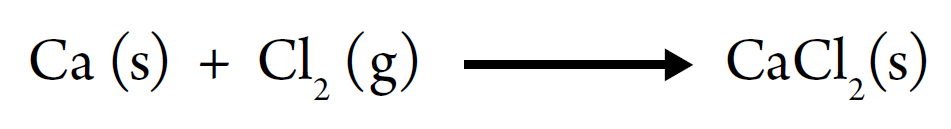 Ca (s) + Cl₂ (g) ⟶ CaCl₂(s)